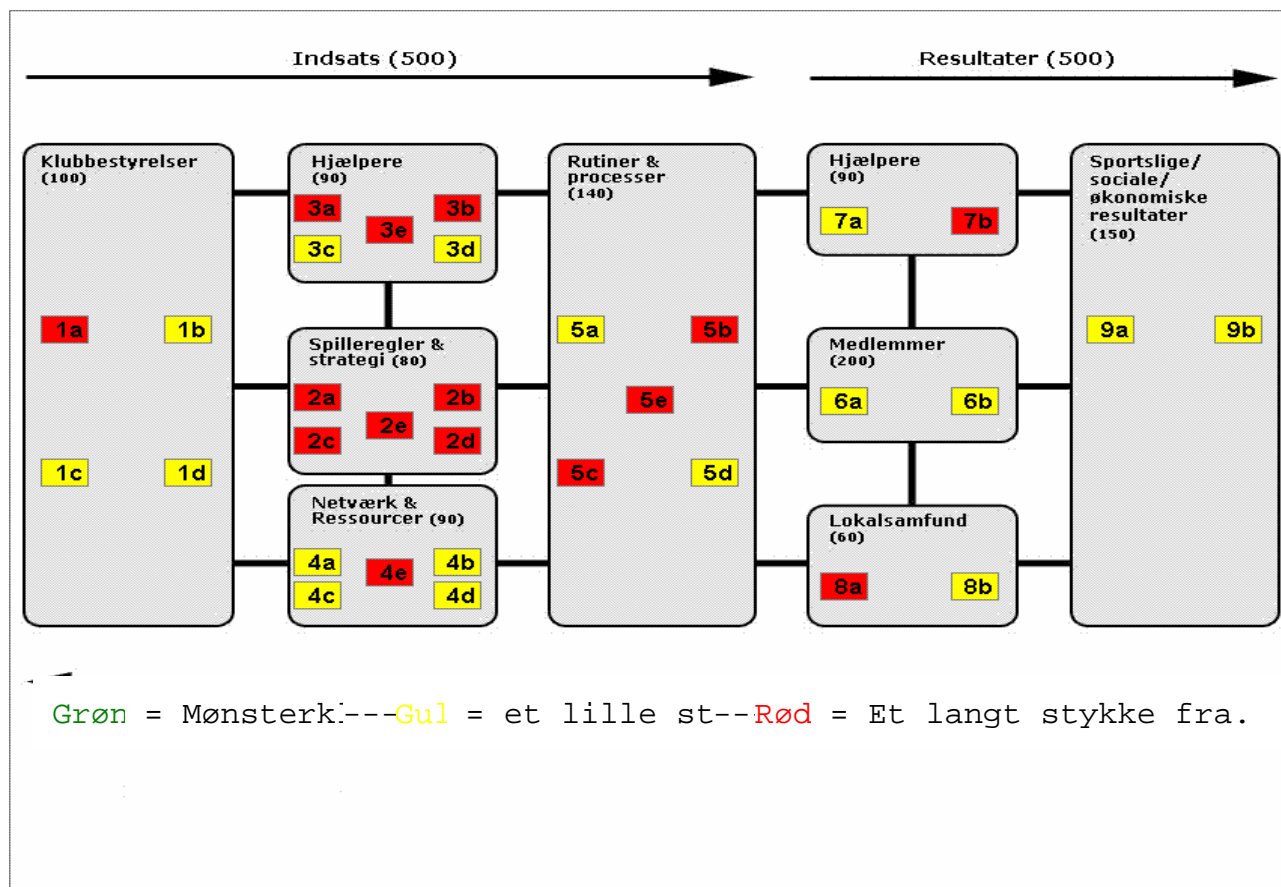 Indsats (500)
Resultater (500)
Klubbestyrelser
(100)
1a 1b
1c 1d
Hjælpere
(90)
3a 3b
3e
3c 3d
Spilleregler &
strategi (80)
2a 2b
2e
2c 2d
Netværk &
Ressourcer (90)
4a 4b
4e
4c 4d
Rutiner &
processer
(140)
5a 5b
5e
5c 5d
Hjælpere
(90)
7a 7b
Medlemmer
(200)
6a 6b
Lokalsamfund
(60)
8a 8b
Sportslige/
sociale/
økonomiske
resultater
(150)
9a 9b
Grøn = Mønsterk---Gul = et lille st--Rød = Et langt stykke fra.